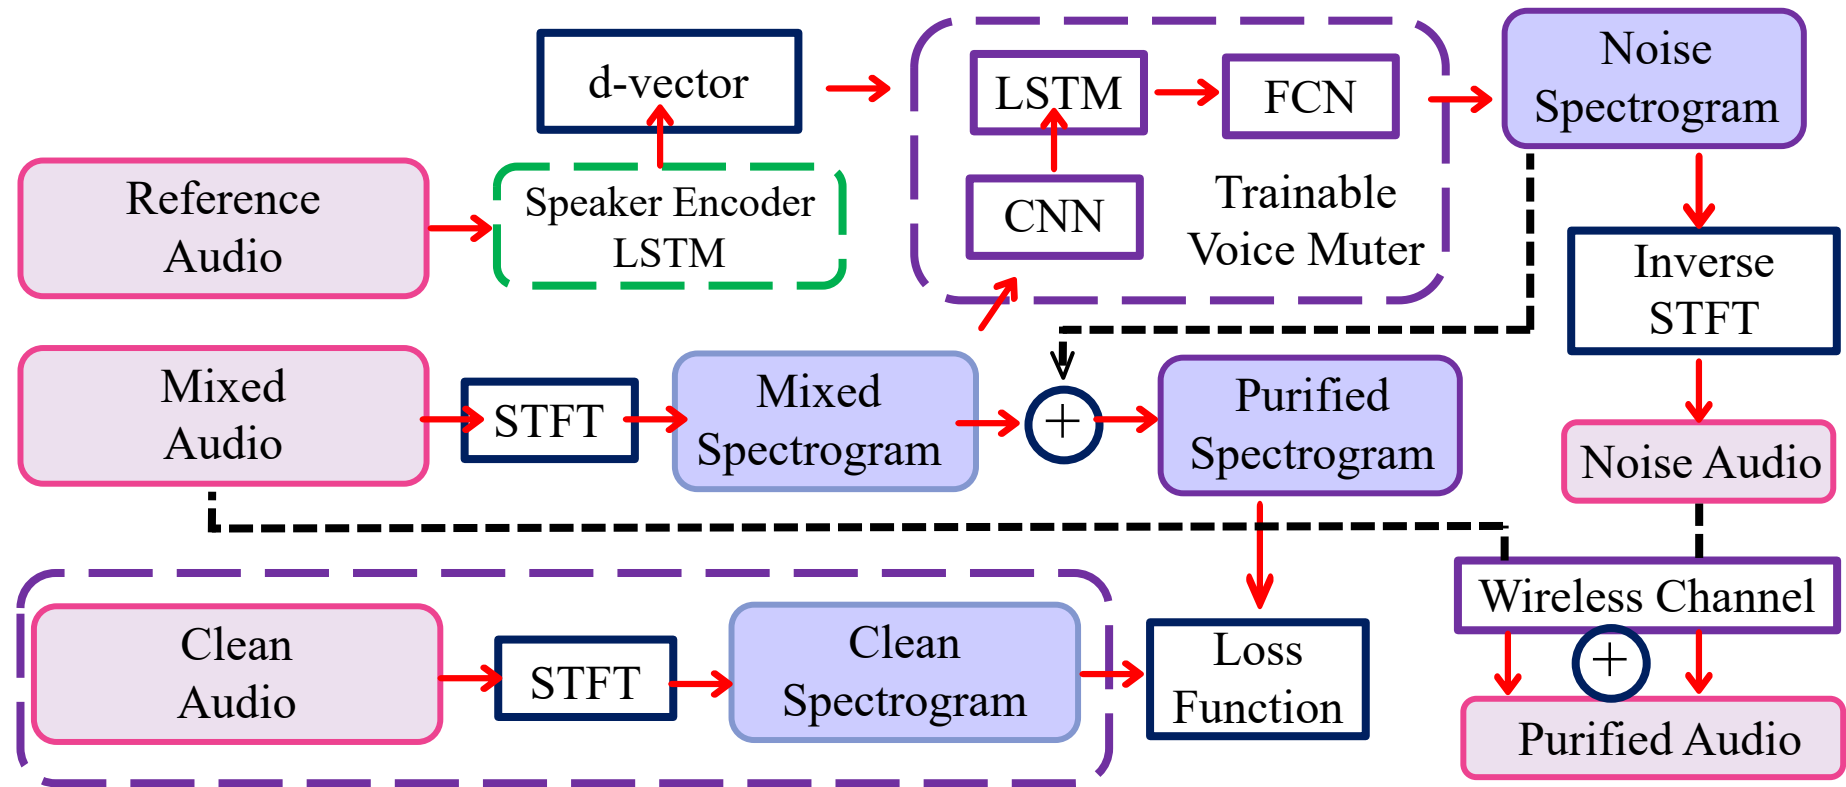 d-vector
LSTM
FCN
Noise
Spectrogram
Reference
Audio
Speaker Encoder
LSTM
CNN
Trainable
Voice Muter
Inverse
STFT
Mixed
Audio
STFT
Mixed
Spectrogram
+
Purified
Spectrogram
Noise Audio
Clean
Audio
STFT
Clean
Spectrogram
Loss
Function
Wireless Channel
+
Purified Audio